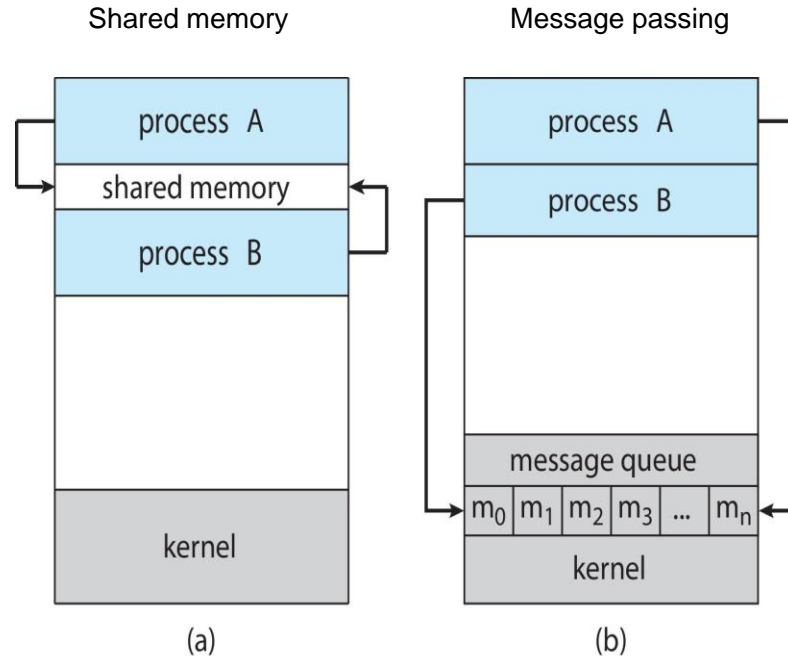 Shared memory
process A
shared memory
process B
kernel
(a)
Message passing
process A
process B
message queue
m₀ m₁ m₂ m₃ ... mₙ
kernel
(b)